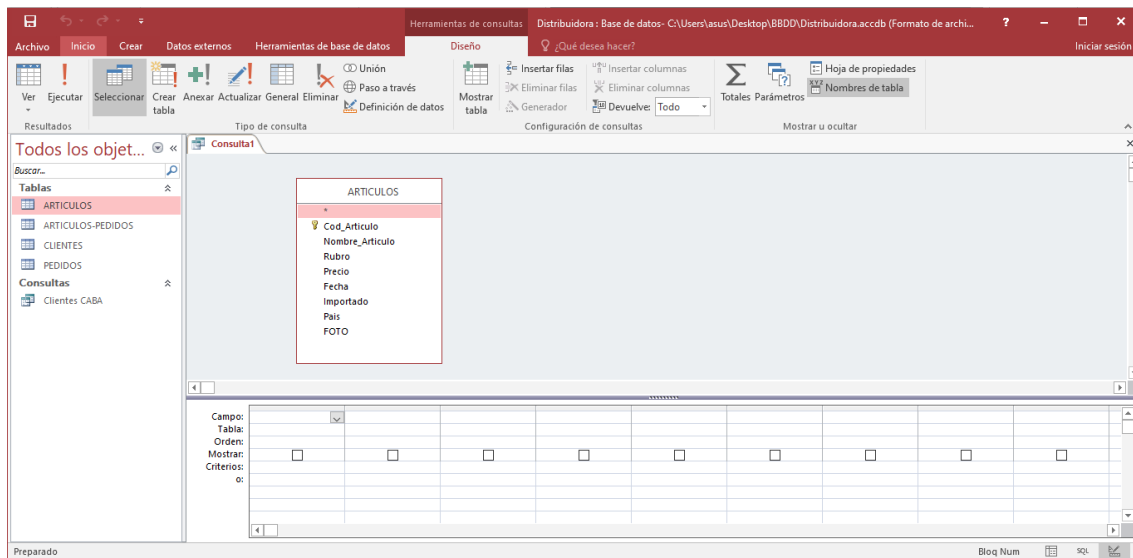 Herramientas de consultas Distribuidora : Base de datos- C:\Users\asus\Desktop\BBDD\Distribuidora.accdb (Formato de archi... ?
Archivo Inicio Crear Datos externos Herramientas de base de datos Diseño ¿Qué desea hacer? Iniciar sesión
Ver Ejecutar Seleccionar Crear tabla Anexar Actualizar General Eliminar
Unión
Paso a través
Definición de datos
Mostrar tabla
Insertar filas
Eliminar filas
Generador
Insertar columnas
Eliminar columnas
Devuelve: Todo
Totales Parámetros
Hoja de propiedades
XYZ Nombres de tabla
Resultados Tipo de consulta Configuración de consultas Mostrar u ocultar
Todos los objet... «
Buscar...
Tablas
ARTICULOS
ARTICULOS-PEDIDOS
CLIENTES
PEDIDOS
Consultas
Clientes CABA
Consulta1
ARTICULOS
*
Cod_Articulo
Nombre_Articulo
Rubro
Precio
Fecha
Importado
Pais
FOTO
Campo:
Tabla:
Orden:
Mostrar:
Criterios:
o:
Preparado Bloq Num SQL